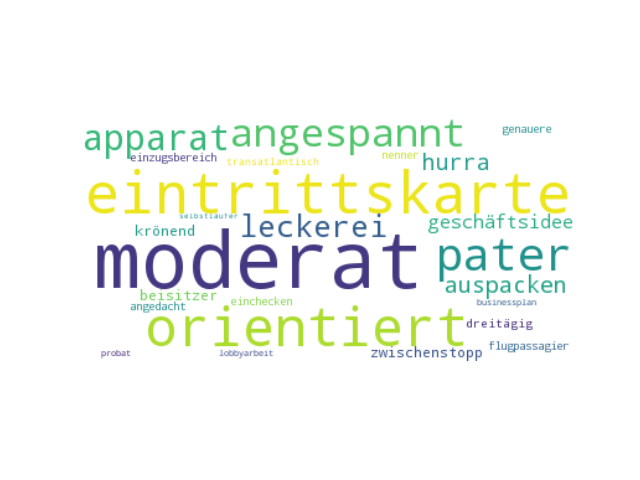 apparat angespannt genauere
einzugsbereich transatlantisch nenner hurra
eintrittskarte
selbstläufer
krönend leckerei geschäftsidee
moderat pater
auspacken
beisitzer einchecken businessplan
angedacht
orientiert dreitägig
probat lobbyarbeit zwischenstopp flugpassagier